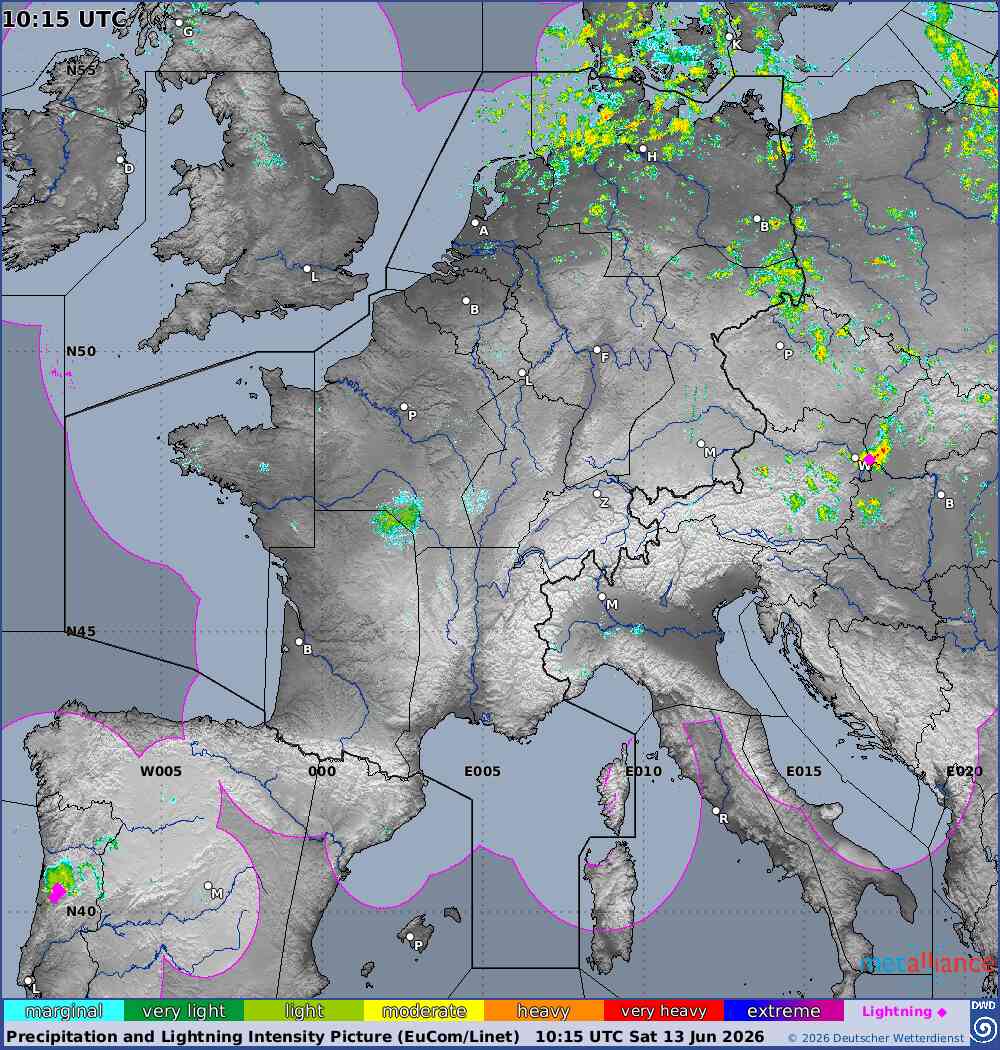 10:15 UTC
G
K
N55
D
H
A
B
L
B
N50
F
P
L
P
M
W
B
Z
M
N45
B
W005
000
E005
E010
E015
E020
R
M
N40
P
L
metalliance
marginal very light light moderate heavy very heavy extreme Lightning ◆
DWD
Precipitation and Lightning Intensity Picture (EuCom/Linet) 10:15 UTC Sat 13 Jun 2026 © 2026 Deutscher Wetterdienst